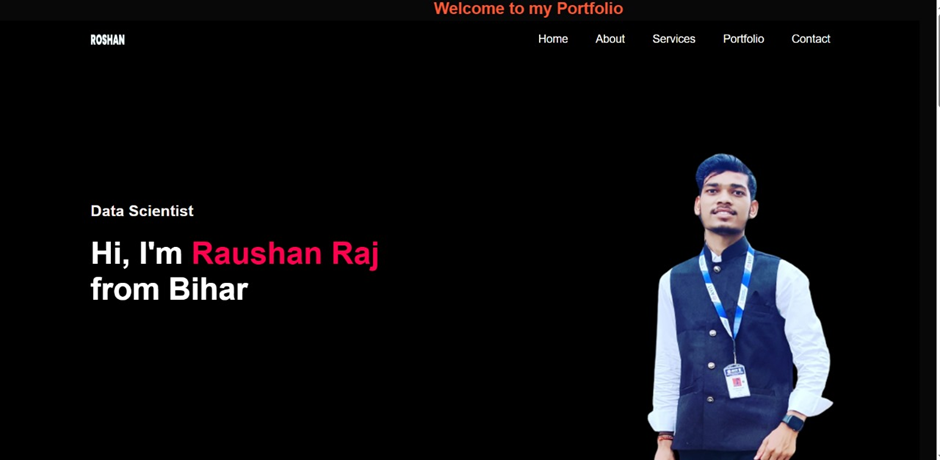 Welcome to my Portfolio
ROSHAN
Home About Services Portfolio Contact
Data Scientist
Hi, I'm Raushan Raj
from Bihar